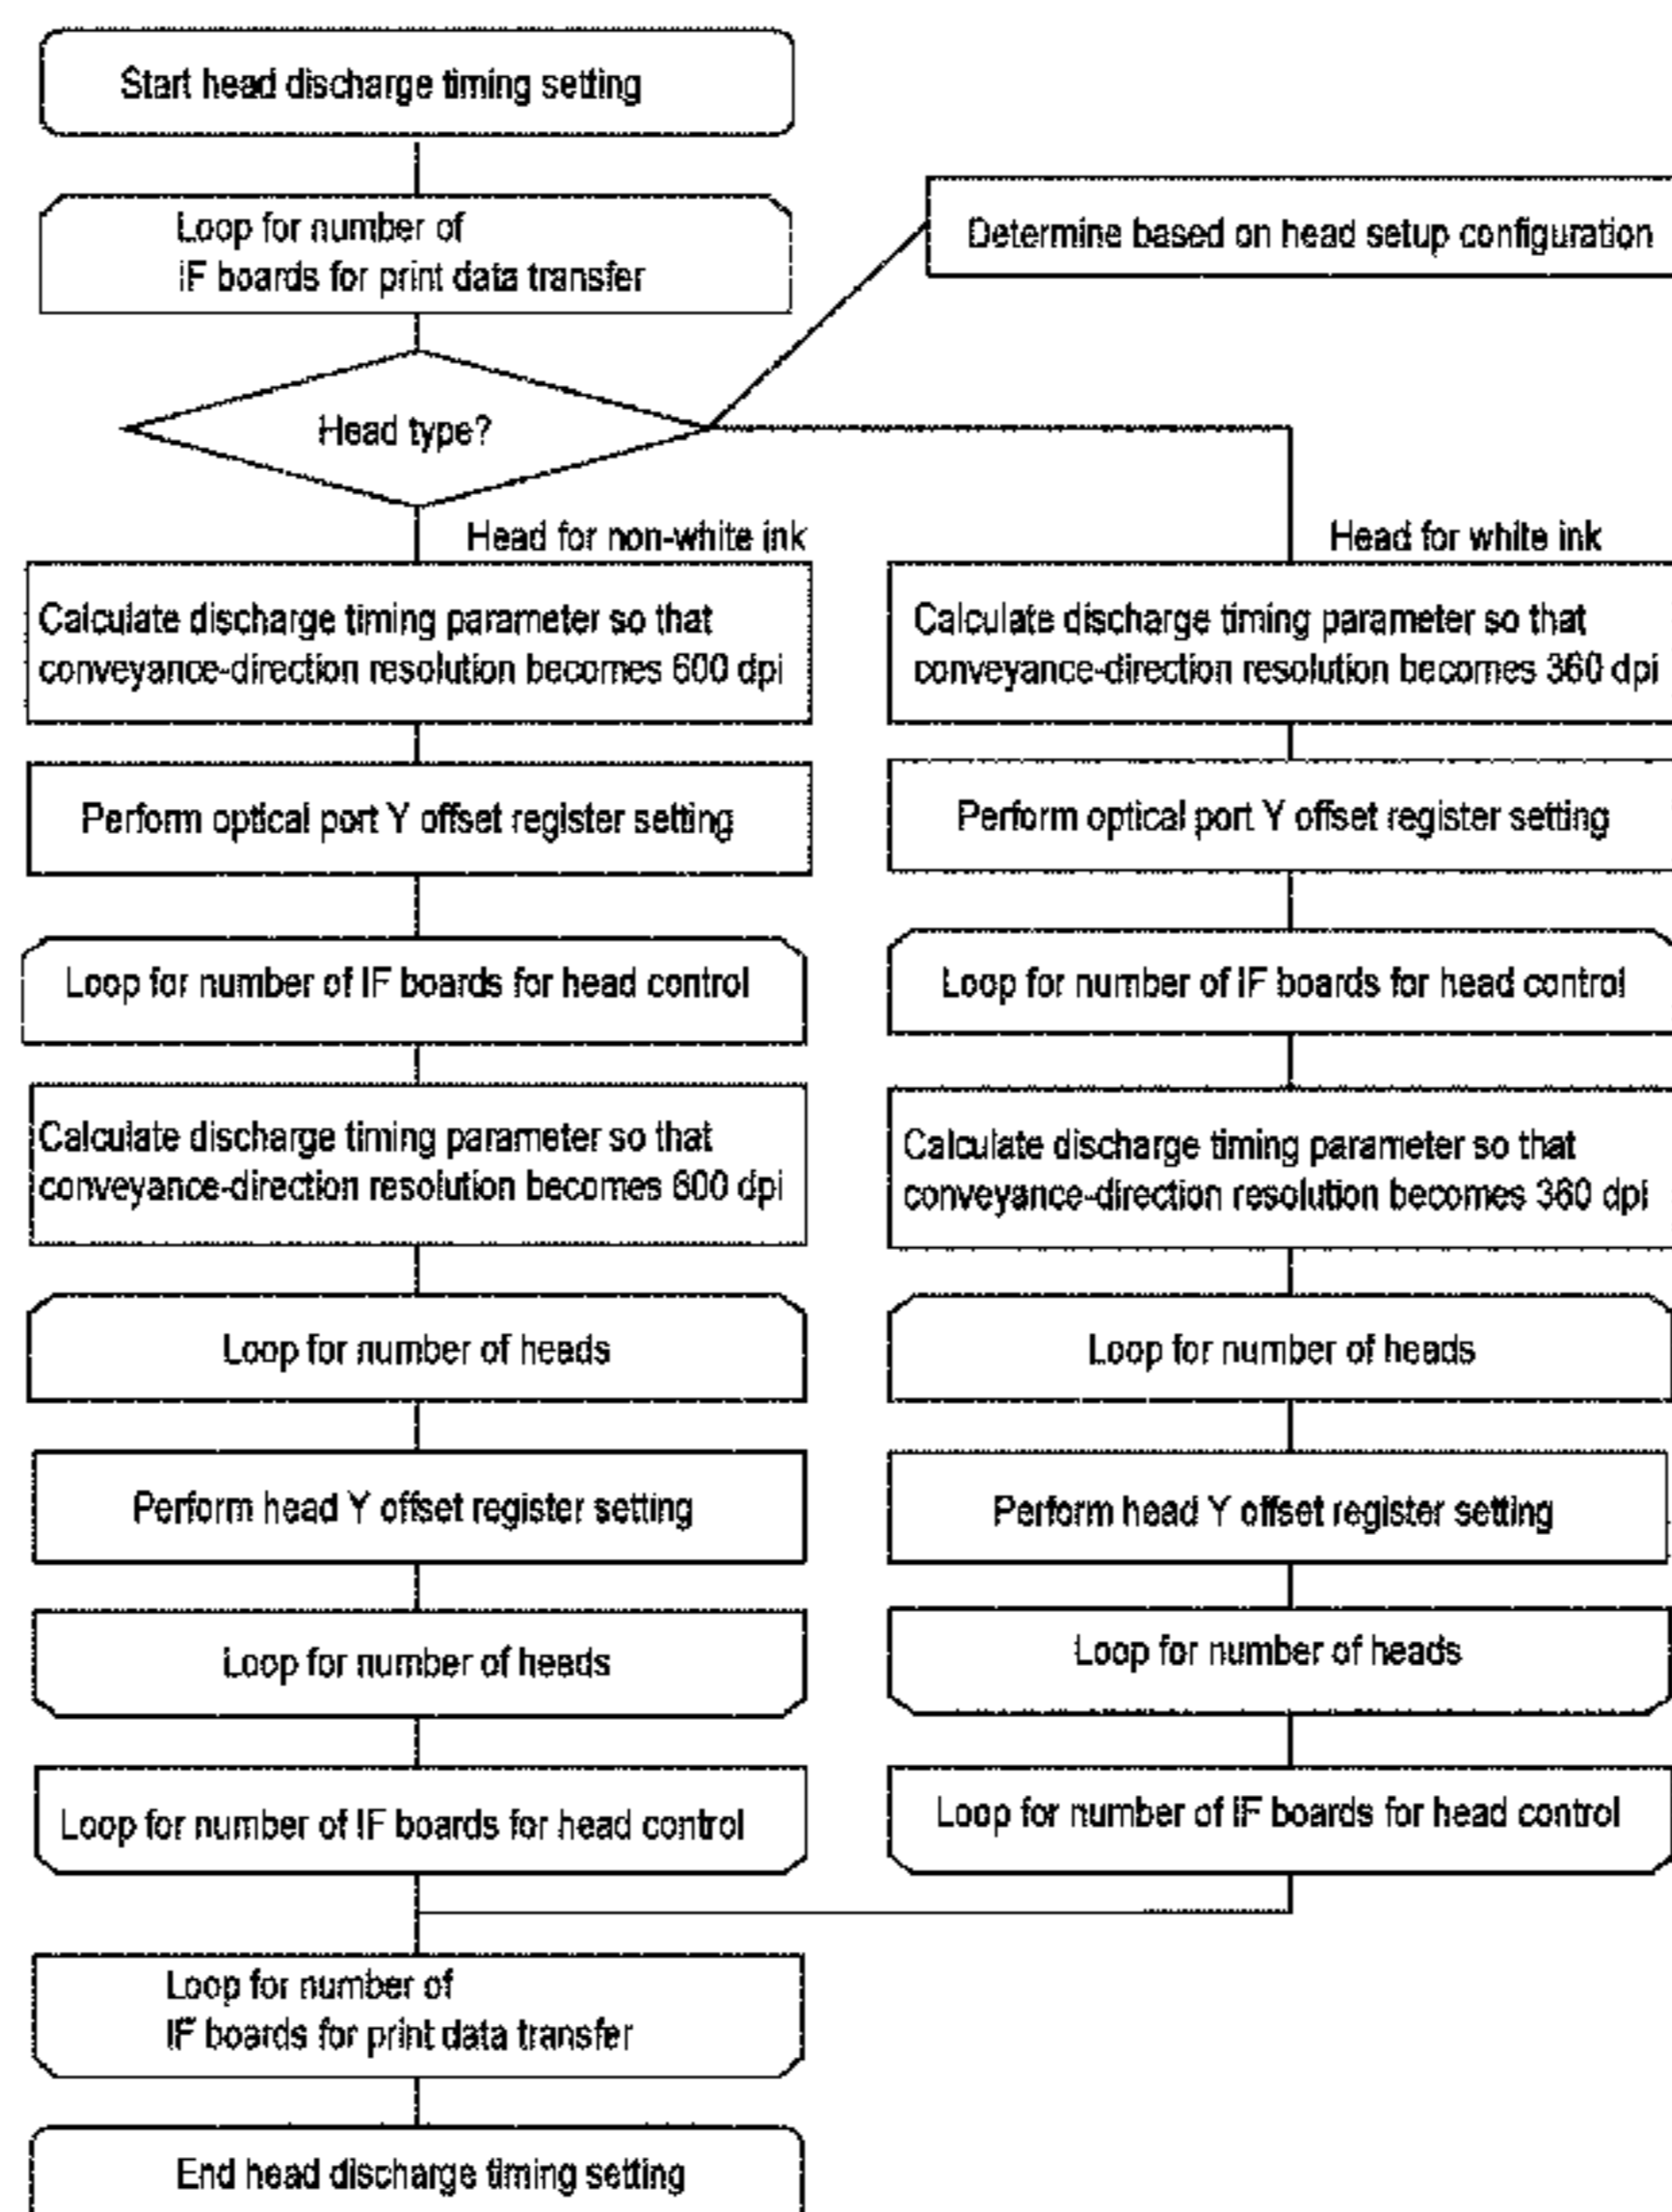 Start head discharge timing setting
Loop for number of
IF boards for print data transfer
Determine based on head setup configuration
Head type?
Head for non-white ink
Head for white ink
Calculate discharge timing parameter so that
conveyance-direction resolution becomes 600 dpi
Calculate discharge timing parameter so that
conveyance-direction resolution becomes 360 dpi
Perform optical port Y offset register setting
Perform optical port Y offset register setting
Loop for number of IF boards for head control
Loop for number of IF boards for head control
Calculate discharge timing parameter so that
conveyance-direction resolution becomes 600 dpi
Calculate discharge timing parameter so that
conveyance-direction resolution becomes 360 dpi
Loop for number of heads
Loop for number of heads
Perform head Y offset register setting
Perform head Y offset register setting
Loop for number of heads
Loop for number of heads
Loop for number of IF boards for head control
Loop for number of IF boards for head control
Loop for number of
IF boards for print data transfer
End head discharge timing setting